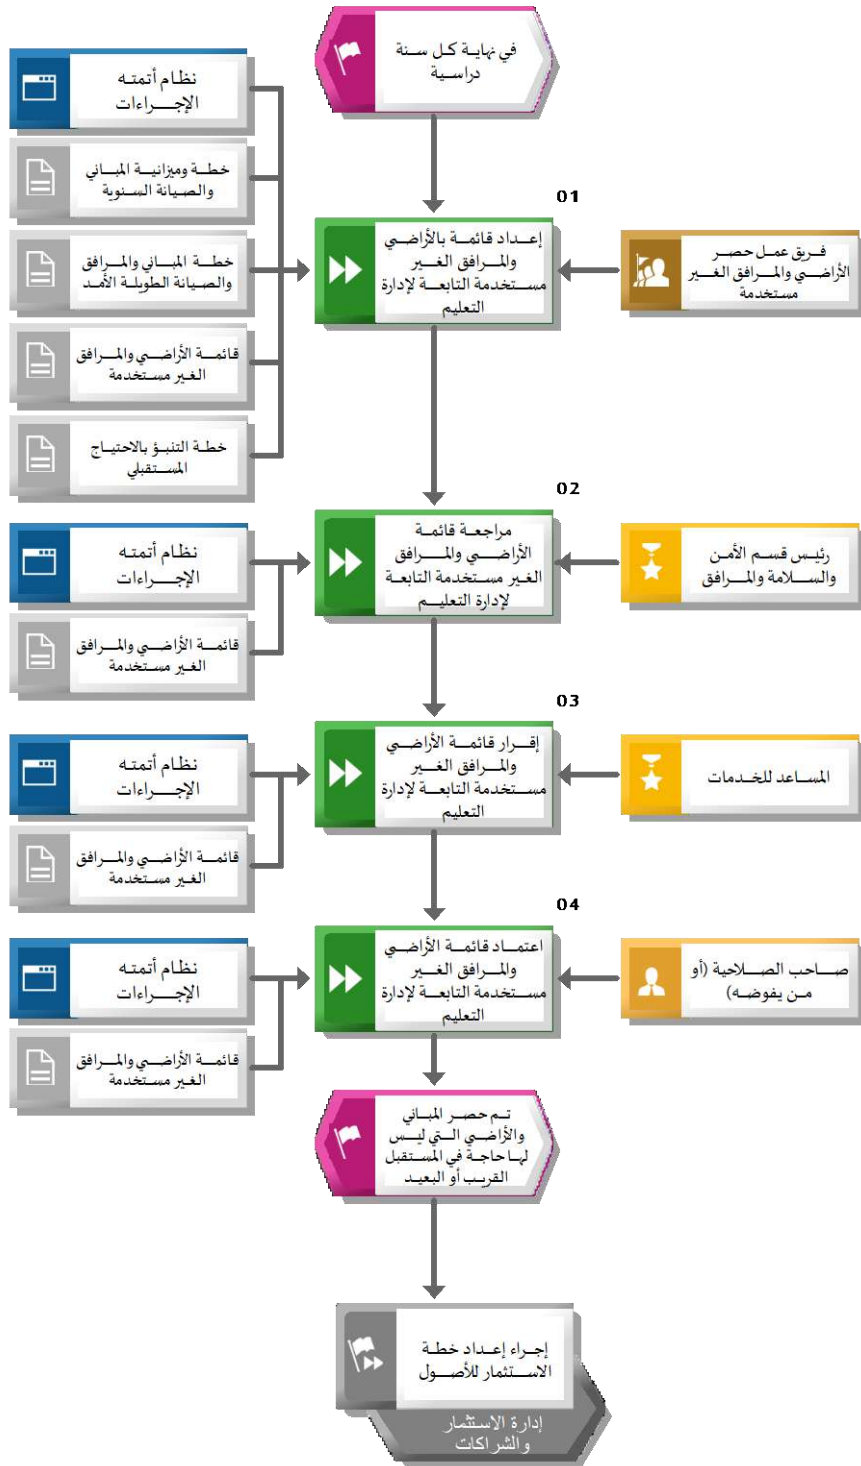 في نهاية كل سنة
دراسية
01
فريق عمل حصر
الأراضي والمرافق الغير
مستخدمة
إعداد قائمة بالأراضي
والمرافق الغير
مستخدمة التابعة لإدارة
التعليم
نظام أتمته
الإجراءات
خطة وميزانية المباني
والصيانة السنوية
خطة المباني والمرافق
والصيانة الطويلة الأمد
قائمة الأراضي والمرافق
الغير مستخدمة
خطة التنبؤ بالاحتياج
المستقبلي
02
رئيس قسم الأمن
والسلامة والمرافق
مراجعة قائمة
الأراضي والمرافق
الغير مستخدمة التابعة
لإدارة التعليم
نظام أتمته
الإجراءات
قائمة الأراضي والمرافق
الغير مستخدمة
03
المساعد للخدمات
إقرار قائمة الأراضي
والمرافق الغير
مستخدمة التابعة لإدارة
التعليم
نظام أتمته
الإجراءات
قائمة الأراضي والمرافق
الغير مستخدمة
04
صاحب الصلاحية (أو
من يفوضه)
اعتماد قائمة الأراضي
والمرافق الغير
مستخدمة التابعة لإدارة
التعليم
نظام أتمته
الإجراءات
قائمة الأراضي والمرافق
الغير مستخدمة
تم حصر المباني
والأراضي التي ليس
لها حاجة في المستقبل
القريب أو البعيد
إجراء إعداد خطة
الاستثمار للأصول
إدارة الاستثمار
والشراكات